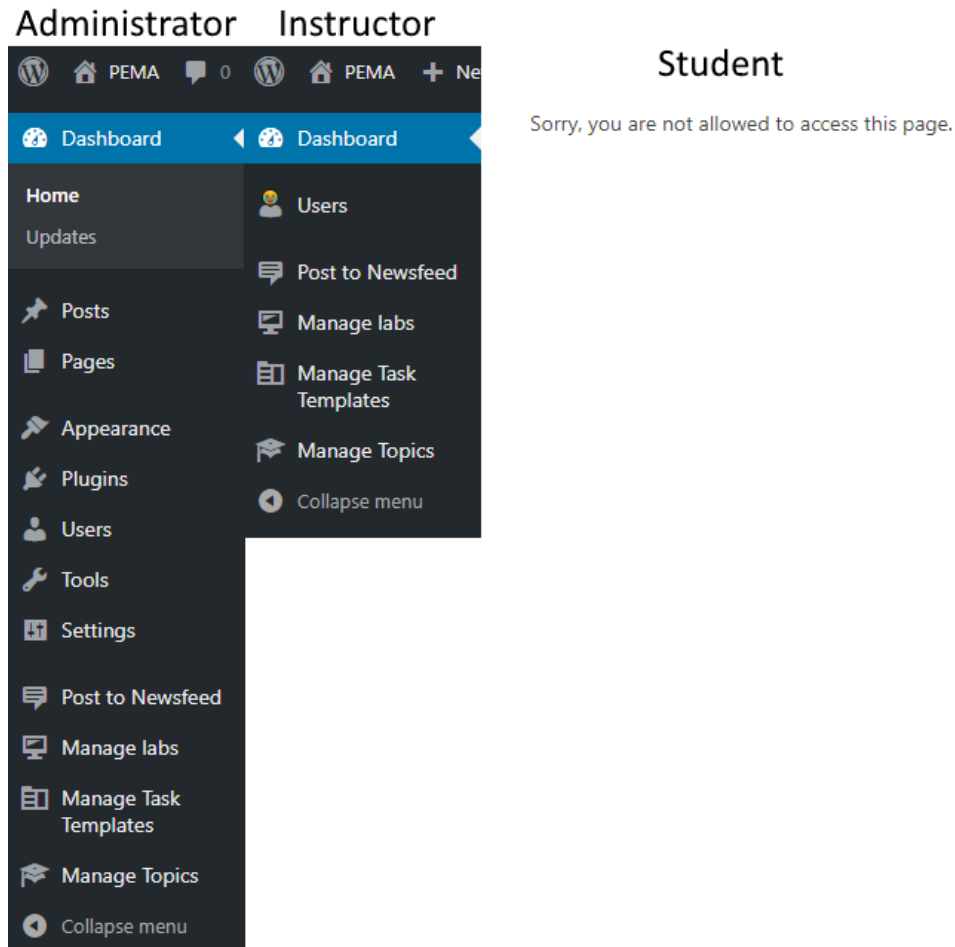 Administrator
PEMA 0
Dashboard
Home
Updates
Posts
Pages
Appearance
Plugins
Users
Tools
Settings
Post to Newsfeed
Manage labs
Manage Task
Templates
Manage Topics
Collapse menu
Instructor
PEMA + Ne
Dashboard
Users
Post to Newsfeed
Manage labs
Manage Task
Templates
Manage Topics
Collapse menu
Student
Sorry, you are not allowed to access this page.